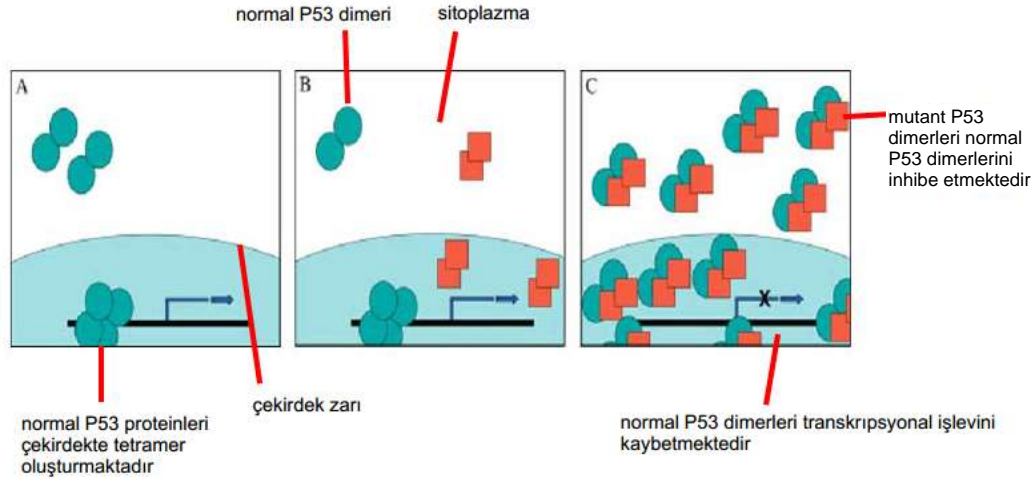 normal P53 dimeri
sitoplazma
A
B
C
mutant P53
dimerleri normal
P53 dimerlerini
inhibe etmektedir
X
çekirdek zarı
normal P53 proteinleri
çekirdekte tetramer
oluşturmaktadır
normal P53 dimerleri transkrıpsyonal işlevini
kaybetmektedir